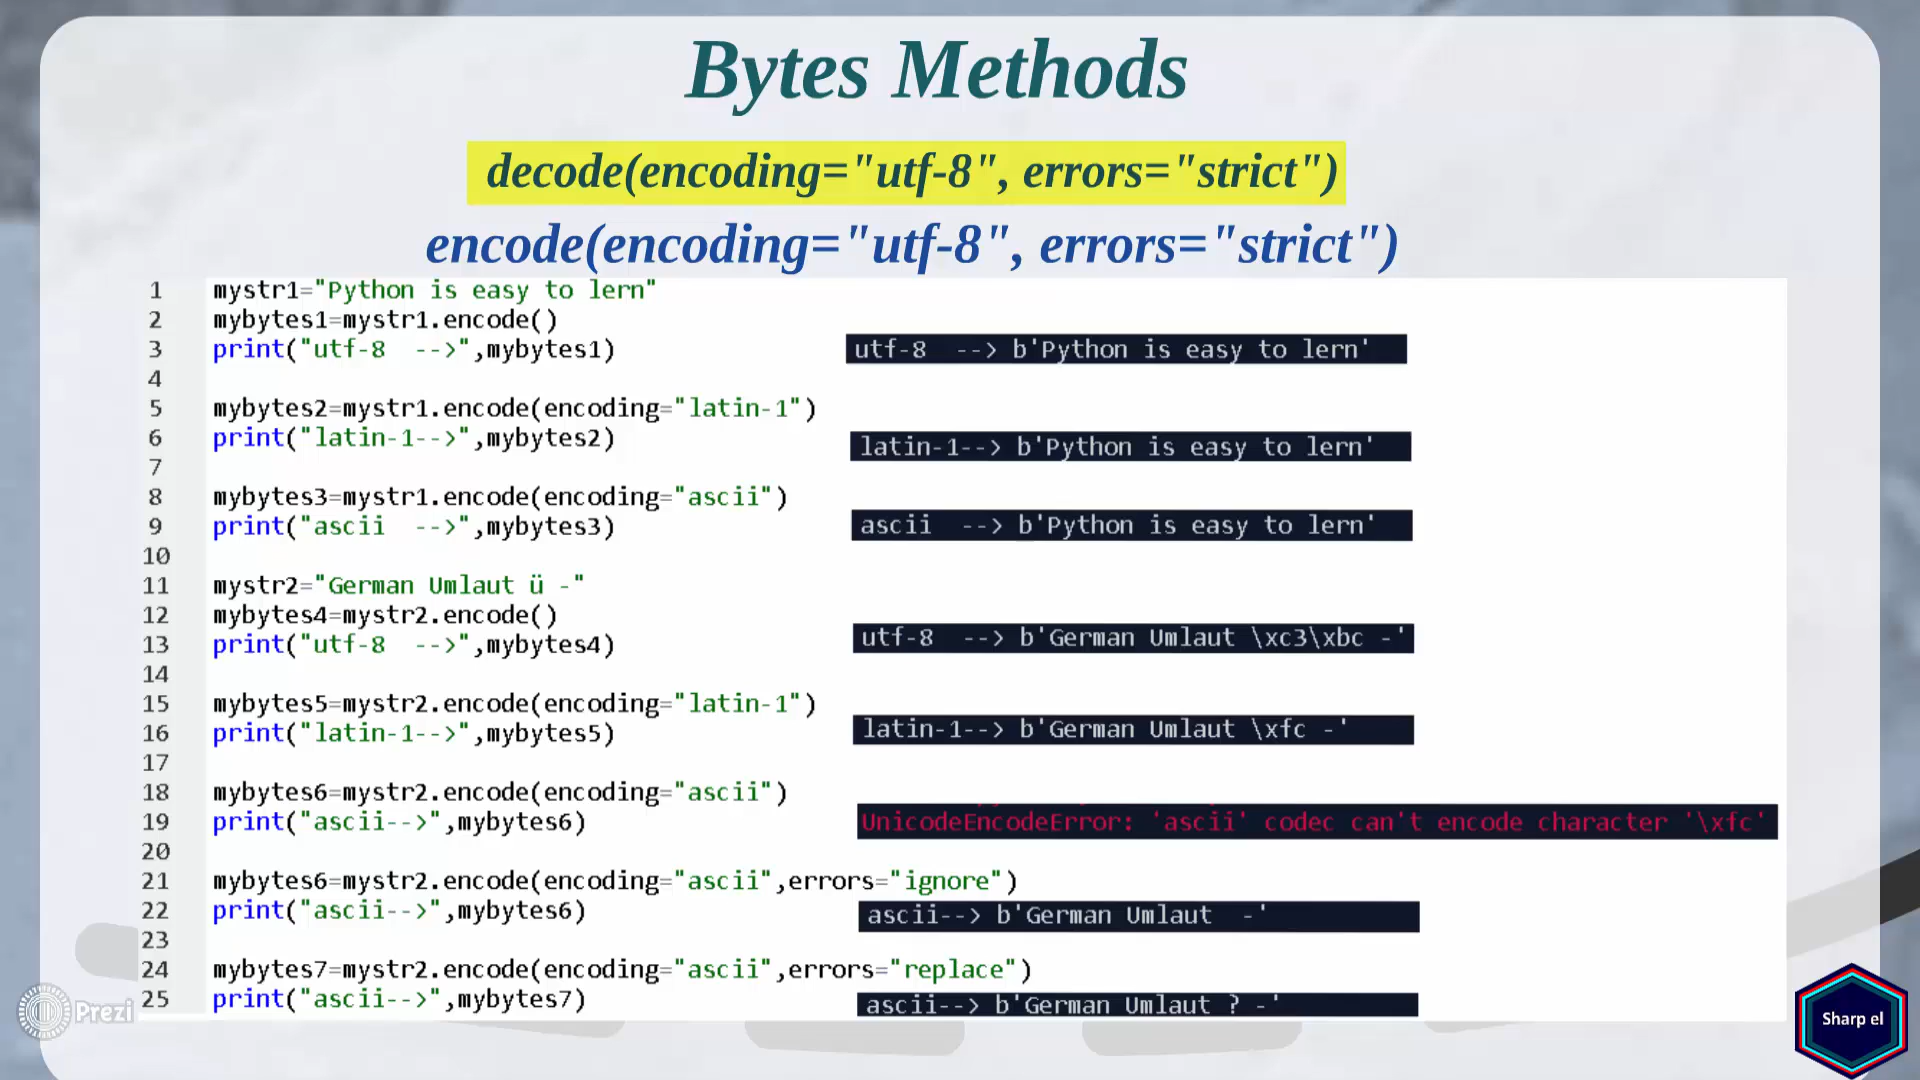 Bytes Methods
decode(encoding="utf-8", errors="strict")
encode(encoding="utf-8", errors="strict")
1 mystr1="Python is easy to lern"
2 mybytes1=mystr1.encode()
3 print("utf-8  -->",mybytes1)
utf-8  --> b'Python is easy to lern'
4
5 mybytes2=mystr1.encode(encoding="latin-1")
6 print("latin-1-->",mybytes2)
latin-1--> b'Python is easy to lern'
7
8 mybytes3=mystr1.encode(encoding="ascii")
9 print("ascii  -->",mybytes3)
ascii  --> b'Python is easy to lern'
10
11 mystr2="German Umlaut ü -"
12 mybytes4=mystr2.encode()
13 print("utf-8  -->",mybytes4)
utf-8  --> b'German Umlaut \xc3\xbc -'
14
15 mybytes5=mystr2.encode(encoding="latin-1")
16 print("latin-1-->",mybytes5)
latin-1--> b'German Umlaut \xfc -'
17
18 mybytes6=mystr2.encode(encoding="ascii")
19 print("ascii-->",mybytes6)
UnicodeEncodeError: 'ascii' codec can't encode character '\xfc'
20
21 mybytes6=mystr2.encode(encoding="ascii",errors="ignore")
22 print("ascii-->",mybytes6)
ascii--> b'German Umlaut  -'
23
24 mybytes7=mystr2.encode(encoding="ascii",errors="replace")
25 print("ascii-->",mybytes7)
ascii--> b'German Umlaut ? -'
Prezi
Sharp el